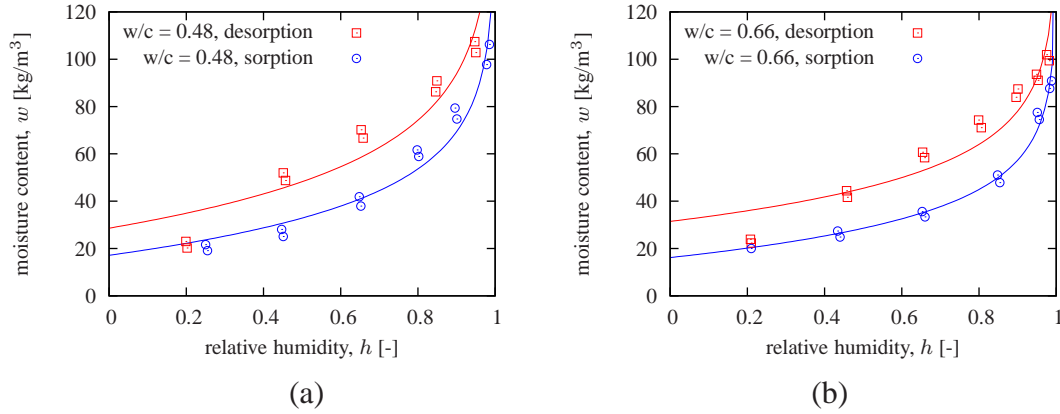 w/c = 0.48, desorption
w/c = 0.48, sorption
120
100
80
60
40
20
0
0
0.2
0.4
0.6
0.8
1
moisture content, w [kg/m³]
relative humidity, h [-]
(a)
w/c = 0.66, desorption
w/c = 0.66, sorption
120
100
80
60
40
20
0
0
0.2
0.4
0.6
0.8
1
moisture content, w [kg/m³]
relative humidity, h [-]
(b)